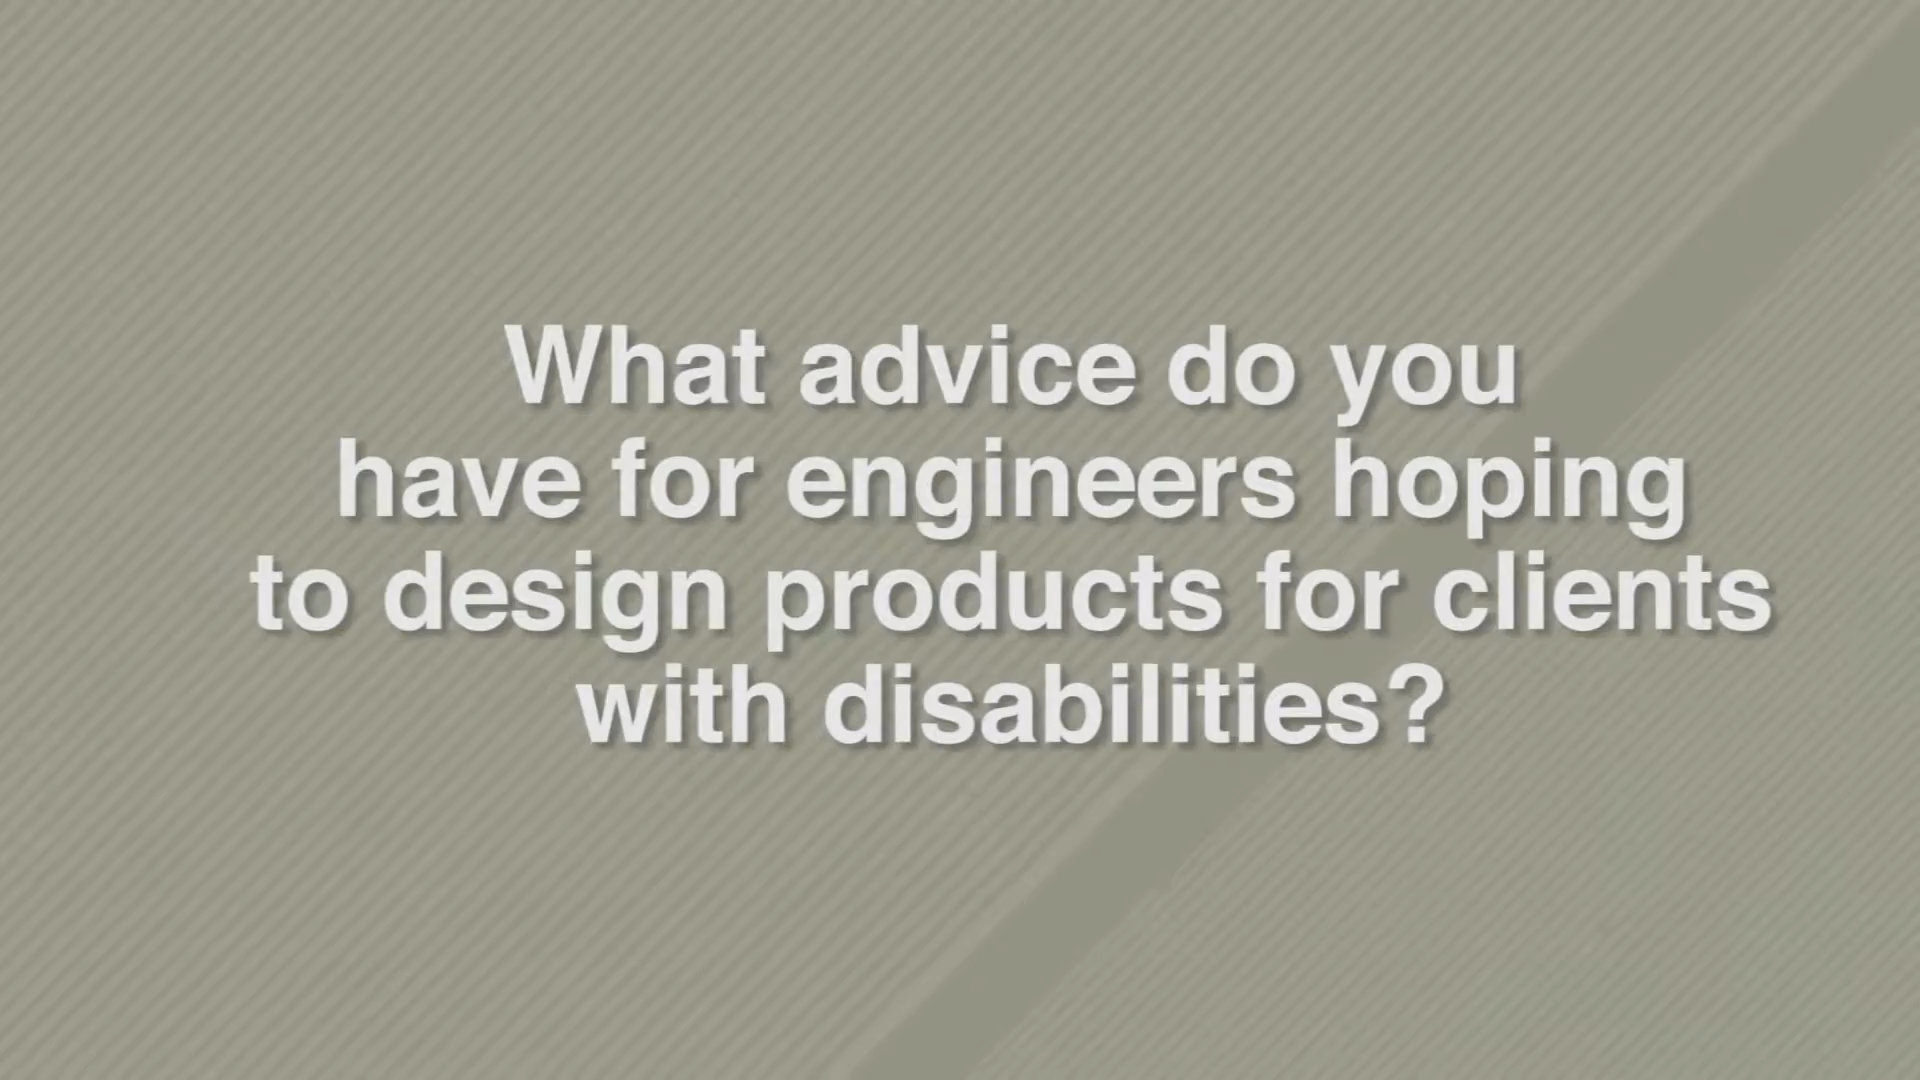 What advice do you
have for engineers hoping
to design products for clients
with disabilities?